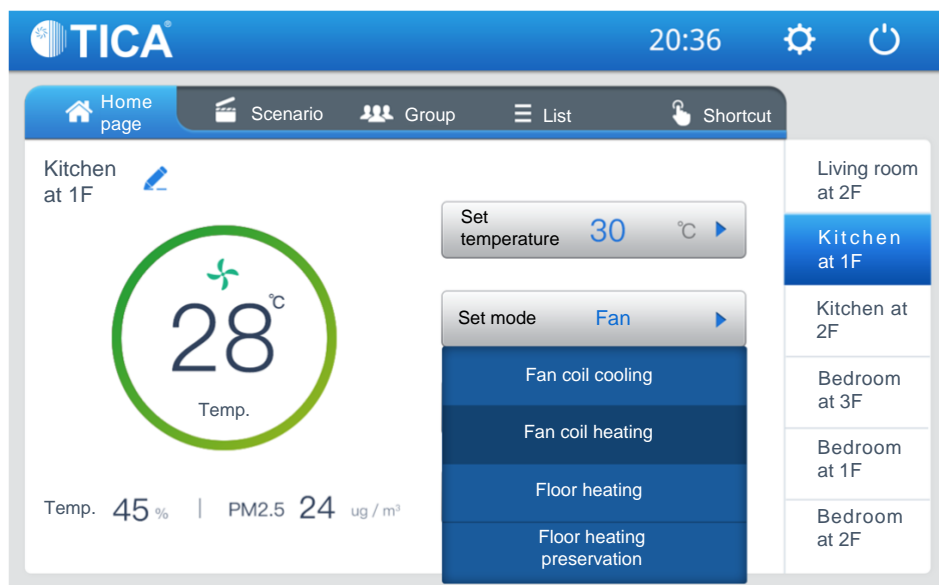 TICA®
20:36
Home
page
Scenario
Group
List
Shortcut
Kitchen
at 1F
28
°C
Temp.
Temp. 45 % | PM2.5 24 ug / m³
Set
temperature
30 °C
Set mode Fan
Fan coil cooling
Fan coil heating
Floor heating
Floor heating
preservation
Living room
at 2F
Kitchen
at 1F
Kitchen at
2F
Bedroom
at 3F
Bedroom
at 1F
Bedroom
at 2F